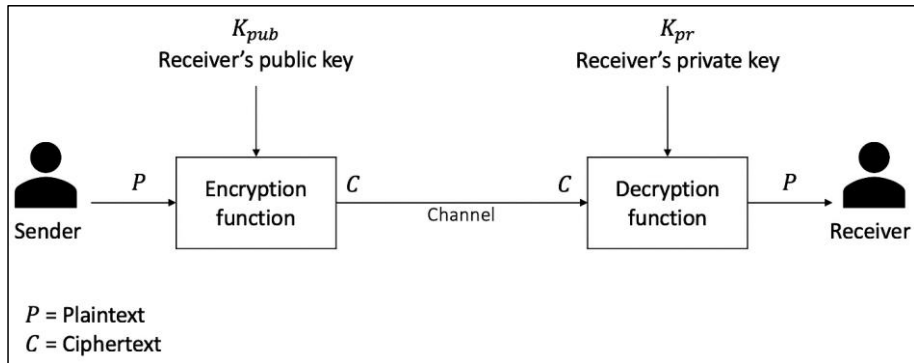 K_pub
Receiver's public key
K_pr
Receiver's private key
P
Encryption
function
C
Channel
C
Decryption
function
P
Sender
Receiver
P = Plaintext
C = Ciphertext